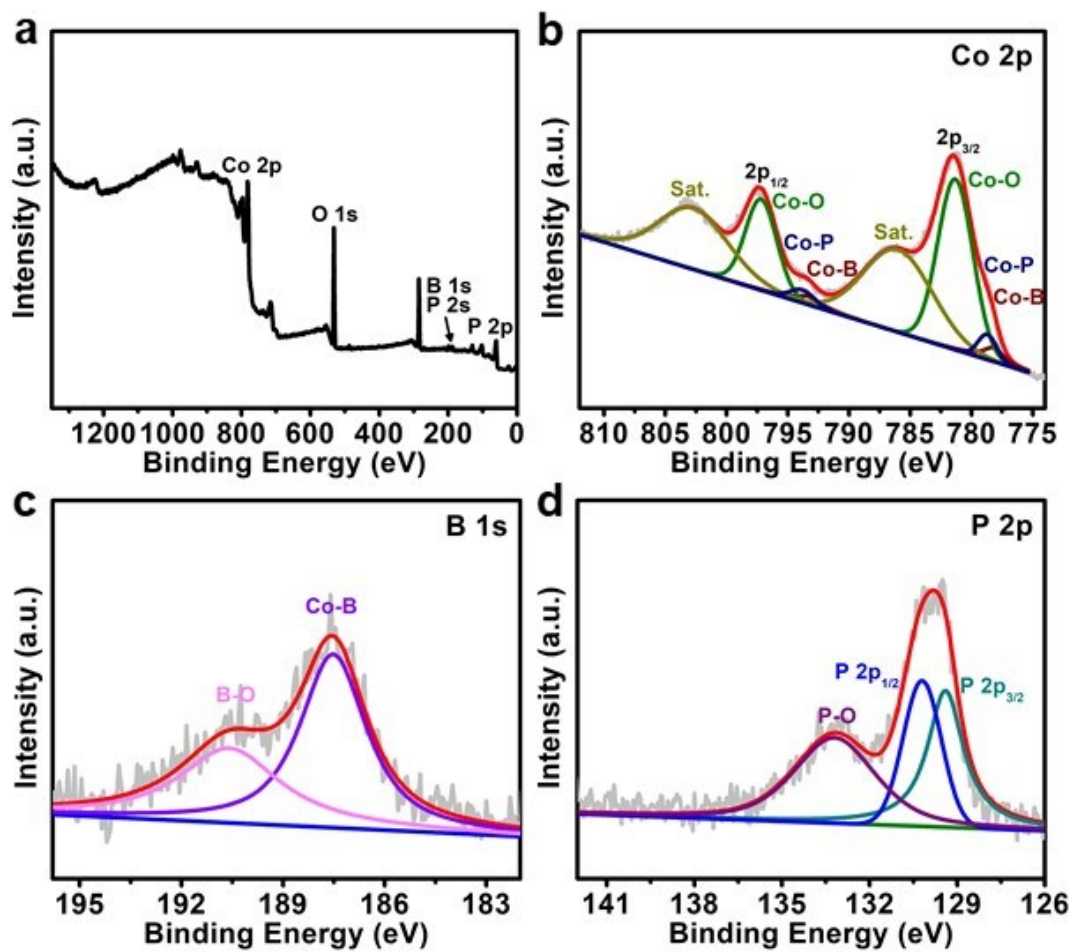 a
Co 2p
O 1s
B 1s
P 2s
P 2p
Intensity (a.u.)
1200 1000 800 600 400 200 0
Binding Energy (eV)
b
Co 2p
2p3/2
Co-O
2p1/2
Sat.
Co-O
Sat.
Co-P
Co-P
Co-B
Co-B
Intensity (a.u.)
810 805 800 795 790 785 780 775
Binding Energy (eV)
c
B 1s
Co-B
B-O
Intensity (a.u.)
195 192 189 186 183
Binding Energy (eV)
d
P 2p
P 2p1/2
P 2p3/2
P-O
Intensity (a.u.)
141 138 135 132 129 126
Binding Energy (eV)